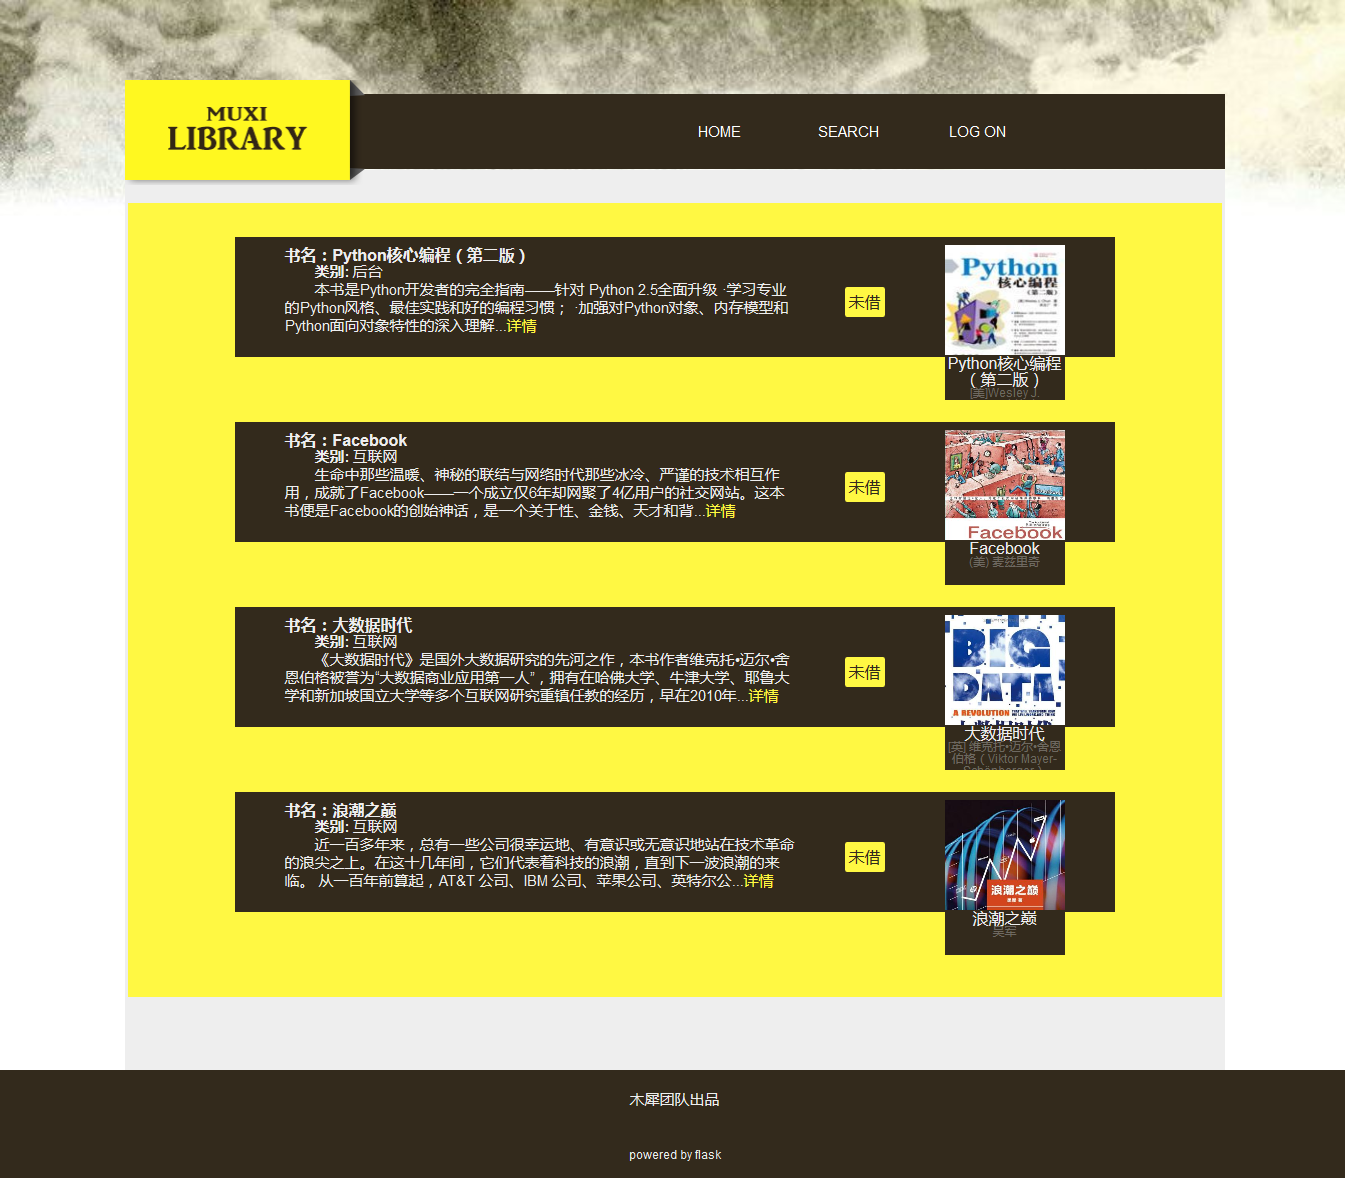 MUXI
LIBRARY
HOME
SEARCH
LOG ON
书名：Python核心编程（第二版）
类别: 后台
本书是Python开发者的完全指南——针对 Python 2.5全面升级 ·学习专业
的Python风格、最佳实践和好的编程习惯； ·加强对Python对象、内存模型和
Python面向对象特性的深入理解...详情
未借
Python
核心编程
（第二版）
Python核心编程
（第二版）
[美]Wesley J.
书名：Facebook
类别: 互联网
生命中那些温暖、神秘的联结与网络时代那些冰冷、严谨的技术相互作
用，成就了Facebook——一个成立仅6年却网聚了4亿用户的社交网站。这本
书便是Facebook的创始神话，是一个关于性、金钱、天才和背...详情
未借
Facebook
Facebook
(美) 麦兹里奇
书名：大数据时代
类别: 互联网
《大数据时代》是国外大数据研究的先河之作，本书作者维克托•迈尔•舍
恩伯格被誉为“大数据商业应用第一人”，拥有在哈佛大学、牛津大学、耶鲁大
学和新加坡国立大学等多个互联网研究重镇任教的经历，早在2010年...详情
未借
BIG
DATA
A REVOLUTION
大数据时代
[英] 维克托•迈尔•舍恩
伯格（Viktor Mayer-
书名：浪潮之巅
类别: 互联网
近一百多年来，总有一些公司很幸运地、有意识或无意识地站在技术革命
的浪尖之上。在这十几年间，它们代表着科技的浪潮，直到下一波浪潮的来
临。 从一百年前算起，AT&T 公司、IBM 公司、苹果公司、英特尔公...详情
未借
浪潮之巅
浪潮之巅
吴军
木犀团队出品
powered by flask